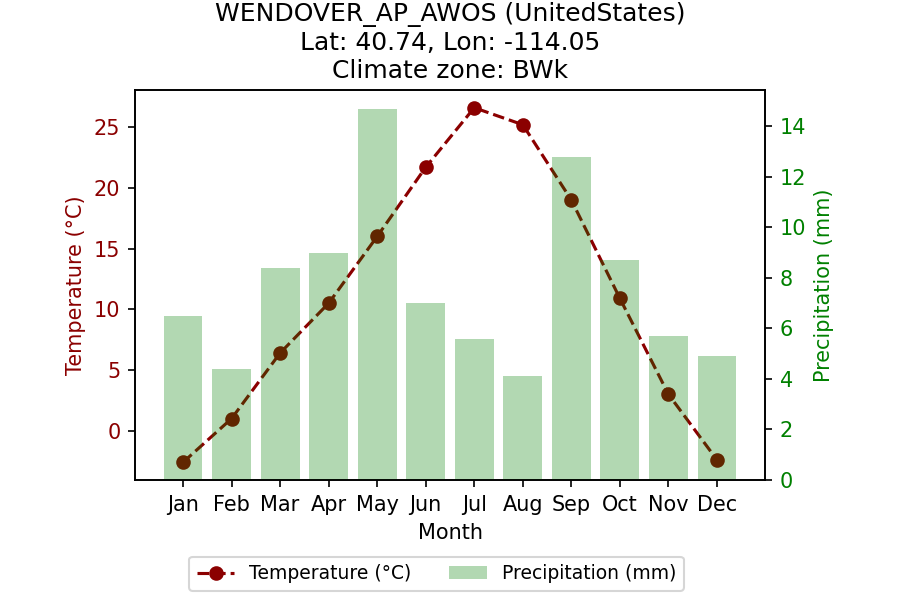 WENDOVER_AP_AWOS (UnitedStates)
Lat: 40.74, Lon: -114.05
Climate zone: BWk
25
20
15
10
5
0
Temperature (°C)
14
12
10
8
6
4
2
0
Precipitation (mm)
Jan Feb Mar Apr May Jun Jul Aug Sep Oct Nov Dec
Month
Temperature (°C) Precipitation (mm)